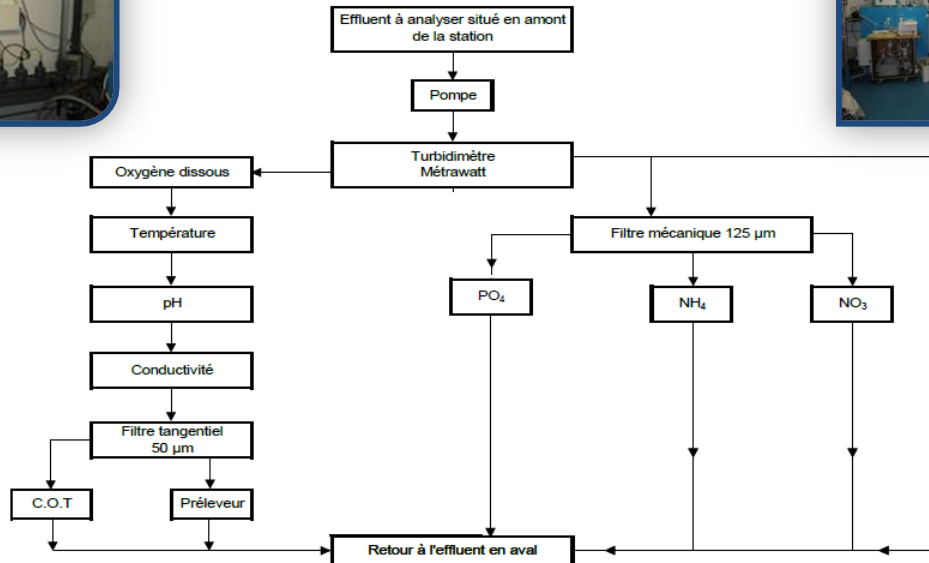 Effluent à analyser situé en amont
de la station
Pompe
Turbidimètre
Métrawatt
Oxygène dissous
Température
pH
Conductivité
Filtre tangentiel
50 µm
C.O.T
Préleveur
Filtre mécanique 125 µm
PO₄
NH₄
NO₃
Retour à l'effluent en aval